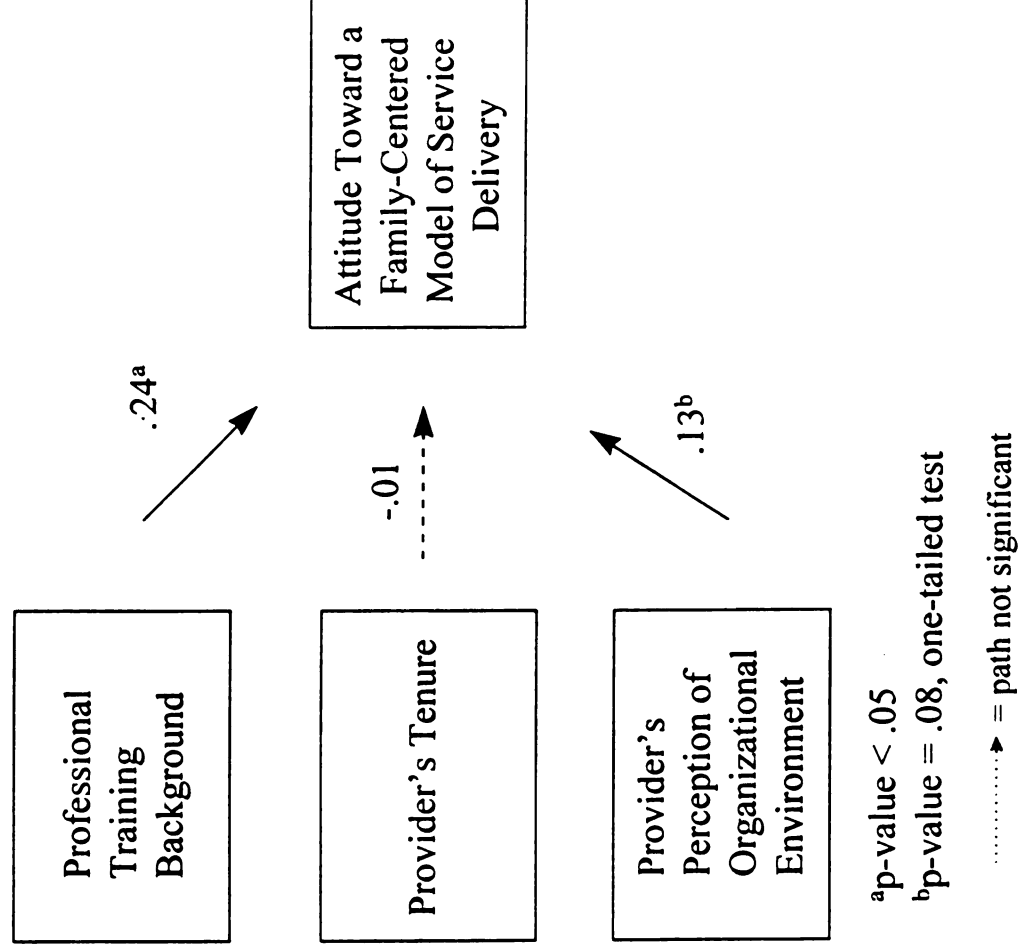 Professional
Training
Background
.24ᵃ
Provider's Tenure
-.01
Attitude Toward a
Family-Centered
Model of Service
Delivery
Provider's
Perception of
Organizational
Environment
.13ᵇ
ᵃp-value < .05
ᵇp-value = .08, one-tailed test
= path not significant